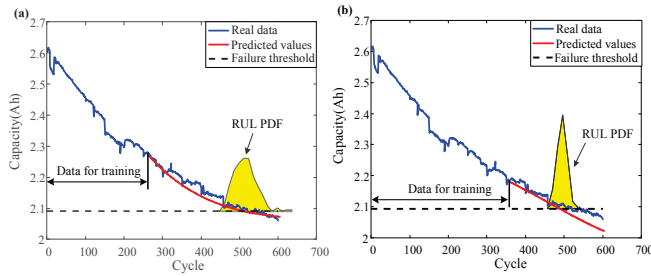 (a)
2.7
2.6
2.5
2.4
2.3
2.2
2.1
2
Capacity(Ah)
Real data
Predicted values
Failure threshold
RUL PDF
Data for training
0 100 200 300 400 500 600 700
Cycle
(b)
2.7
2.6
2.5
2.4
2.3
2.2
2.1
2
Capacity(Ah)
Real data
Predicted values
Failure threshold
RUL PDF
Data for training
0 100 200 300 400 500 600 700
Cycle